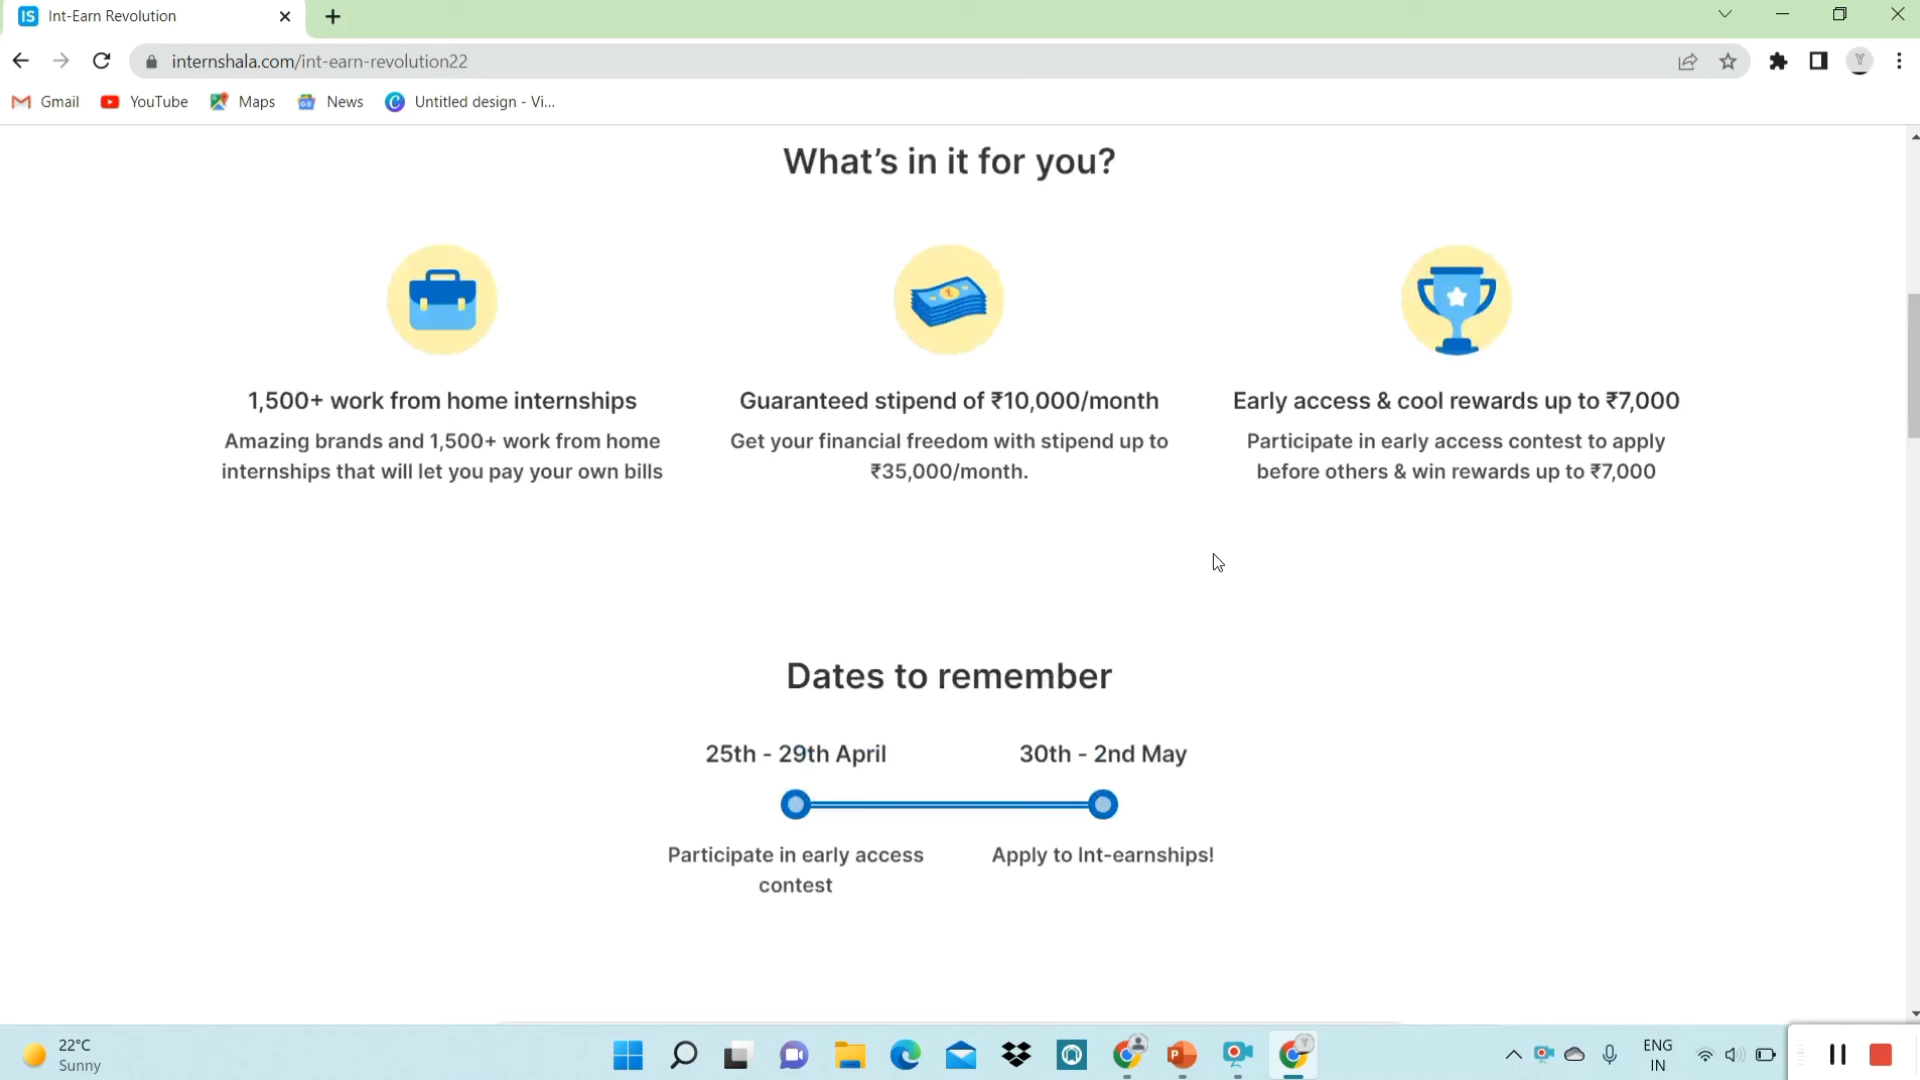 IS Int-Earn Revolution
internshala.com/int-earn-revolution22
Y
Gmail YouTube Maps News Untitled design - Vi...
What's in it for you?
1,500+ work from home internships
Amazing brands and 1,500+ work from home
internships that will let you pay your own bills
Guaranteed stipend of ₹10,000/month
Get your financial freedom with stipend up to
₹35,000/month.
Early access & cool rewards up to ₹7,000
Participate in early access contest to apply
before others & win rewards up to ₹7,000
Dates to remember
25th - 29th April
30th - 2nd May
Participate in early access
contest
Apply to Int-earnships!
22°C
Sunny
ENG
IN